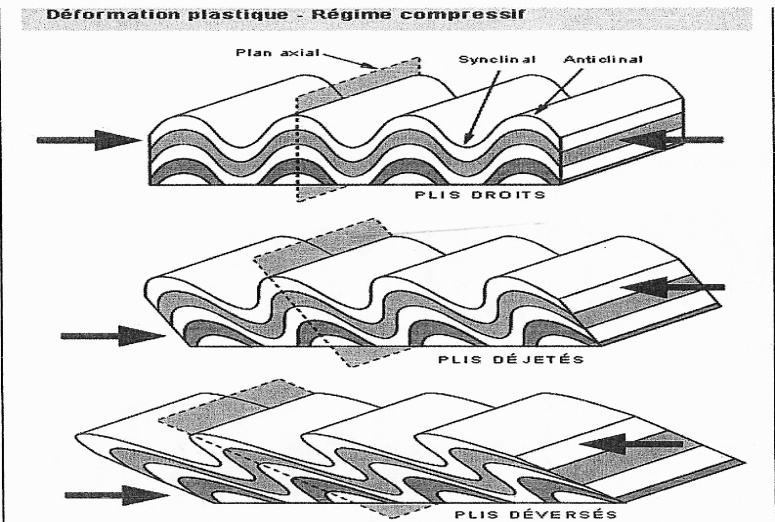 Déformation plastique - Régime compressif
Plan axial
Synclinal
Anticlinal
PLIS DROITS
PLIS DÉJETÉS
PLIS DÉVERSÉS